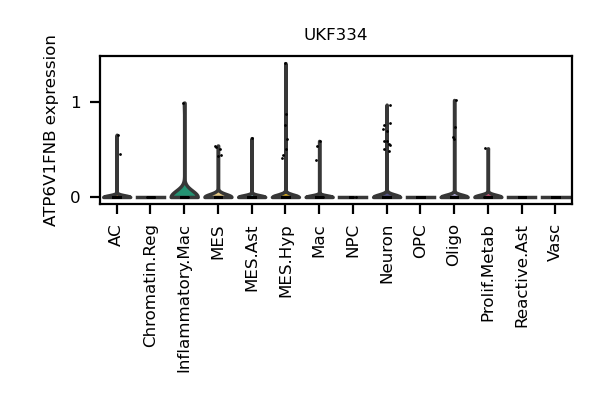 UKF334
ATP6V1FNB expression
1
0
AC
Chromatin.Reg
Inflammatory.Mac
MES
MES.Ast
MES.Hyp
Mac
NPC
Neuron
OPC
Oligo
Prolif.Metab
Reactive.Ast
Vasc